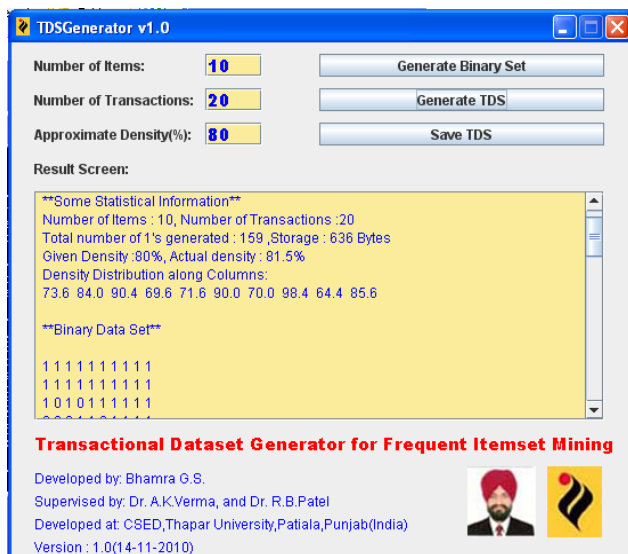 TDSGenerator v1.0
Number of Items: 10 Generate Binary Set
Number of Transactions: 20 Generate TDS
Approximate Density(%): 80 Save TDS
Result Screen:
**Some Statistical Information**
Number of Items : 10, Number of Transactions :20
Total number of 1's generated : 159 ,Storage : 636 Bytes
Given Density :80%, Actual density : 81.5%
Density Distribution along Columns:
73.6 84.0 90.4 69.6 71.6 90.0 70.0 98.4 64.4 85.6
**Binary Data Set**
1 1 1 1 1 1 1 1 1 1
1 1 1 1 1 1 1 1 1 1
1 0 1 0 1 1 1 1 1 1
Transactional Dataset Generator for Frequent Itemset Mining
Developed by: Bhamra G.S.
Supervised by: Dr. A.K.Verma, and Dr. R.B.Patel
Developed at: CSED,Thapar University,Patiala,Punjab(India)
Version : 1.0(14-11-2010)